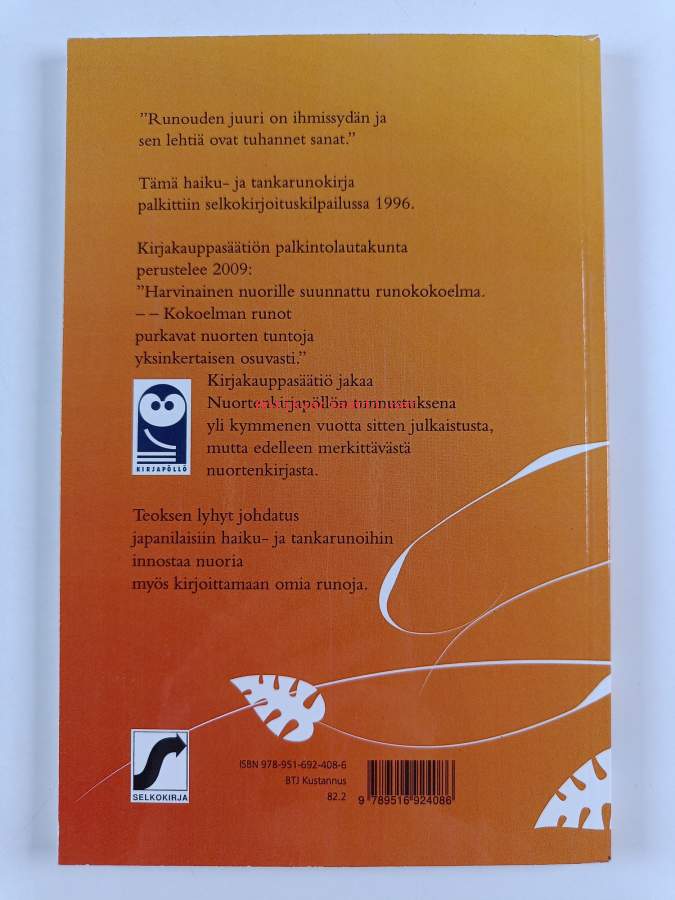 ”Runouden juuri on ihmissydän ja
sen lehtiä ovat tuhannet sanat.”
Tämä haiku- ja tankarunokirja
palkittiin selkokirjoituskilpailussa 1996.
Kirjakauppasäätiön palkintolautakunta
perustelee 2009:
”Harvinainen nuorille suunnattu runokokoelma.
– – Kokoelman runot
purkavat nuorten tuntoja
yksinkertaisen osuvasti.”
Kirjakauppasäätiö jakaa
Nuortenkirjapöllön tunnustuksena
yli kymmenen vuotta sitten julkaistusta,
mutta edelleen merkittävästä
nuortenkirjasta.
KIRJAPÖLLÖ
Teoksen lyhyt johdatus
japanilaisiin haiku- ja tankarunoihin
innostaa nuoria
myös kirjoittamaan omia runoja.
SELKOKIRJA
ISBN 978-951-692-408-6
BTJ Kustannus
82.2
9 789516 924086